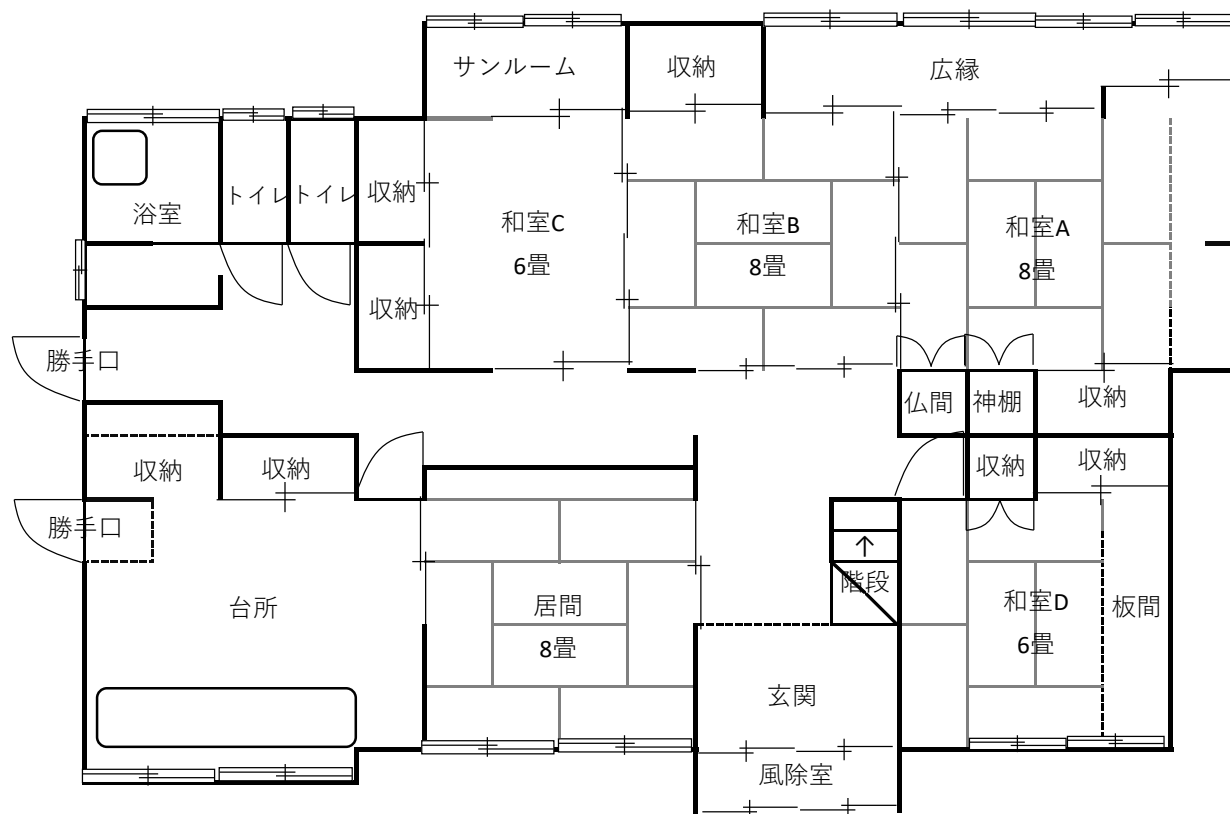 サンルーム
収納
広縁
浴室
トイレ
トイレ
収納
和室C
6畳
和室B
8畳
和室A
8畳
収納
勝手口
仏間
神棚
収納
収納
収納
収納
収納
勝手口
↑
階段
台所
居間
8畳
和室D
6畳
板間
玄関
風除室